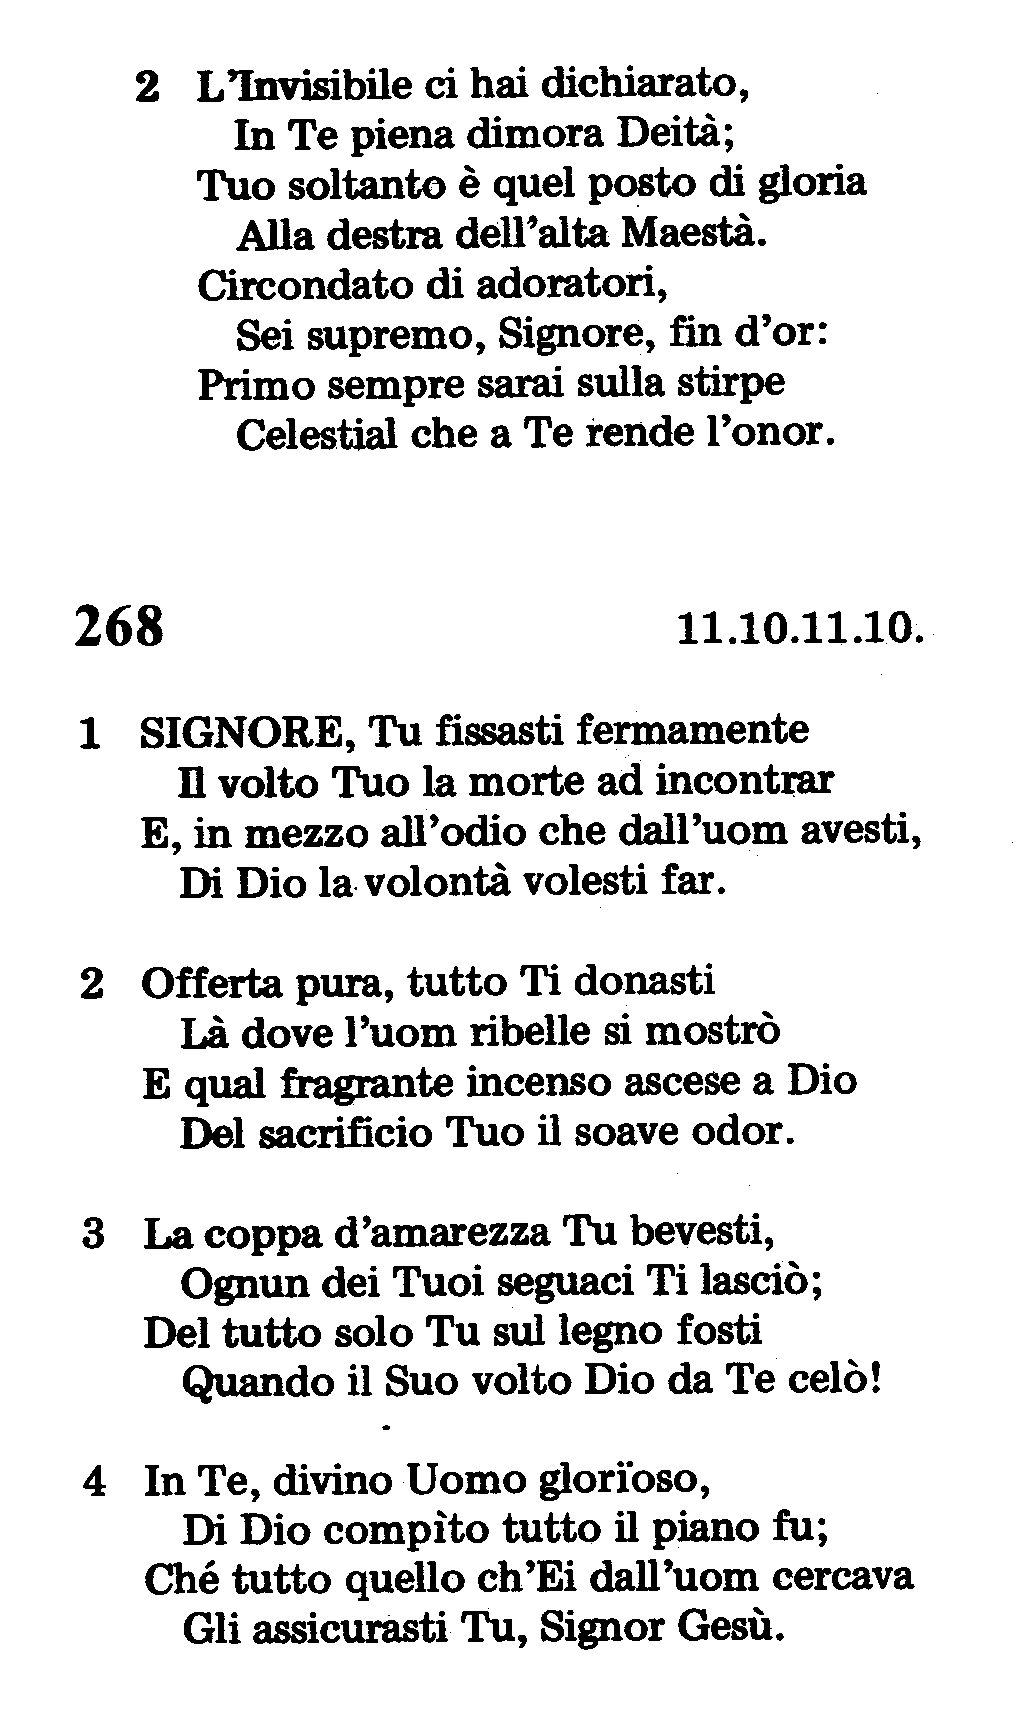 2 L’Invisibile ci hai dichiarato,
In Te piena dimora Deità;
Tuo soltanto è quel posto di gloria
Alla destra dell’alta Maestà.
Circondato di adoratori,
Sei supremo, Signore, fin d’or:
Primo sempre sarai sulla stirpe
Celestial che a Te rende l’onor.
268 11.10.11.10.
1 SIGNORE, Tu fissasti fermamente
Il volto Tuo la morte ad incontrar
E, in mezzo all’odio che dall’uom avesti,
Di Dio la volontà volesti far.
2 Offerta pura, tutto Ti donasti
Là dove l’uom ribelle si mostrò
E qual fragrante incenso ascese a Dio
Del sacrificio Tuo il soave odor.
3 La coppa d’amarezza Tu bevesti,
Ognun dei Tuoi seguaci Ti lasciò;
Del tutto solo Tu sul legno fosti
Quando il Suo volto Dio da Te celò!
4 In Te, divino Uomo glorïoso,
Di Dio compìto tutto il piano fu;
Ché tutto quello ch’Ei dall’uom cercava
Gli assicurasti Tu, Signor Gesù.